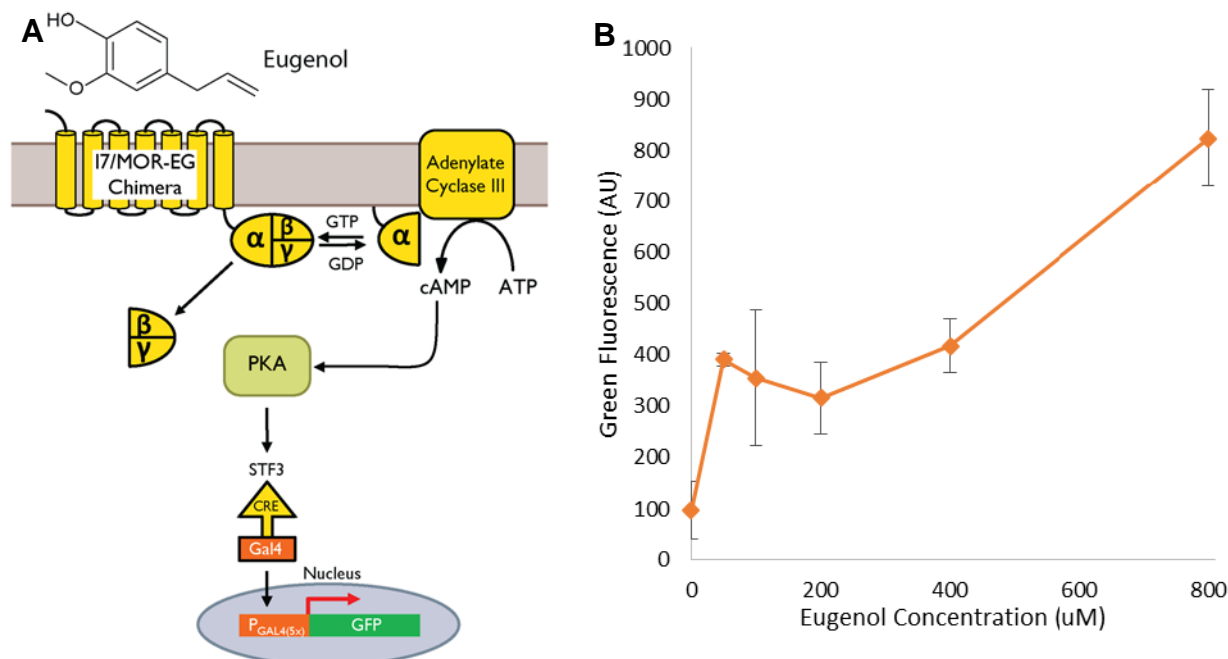 A
HO
O
Eugenol
I7/MOR-EG
Chimera
Adenylate
Cyclase III
α
β
γ
GTP
GDP
α
cAMP
ATP
β
γ
PKA
STF3
CRE
Gal4
Nucleus
PGAL4(5x)
GFP
B
Green Fluorescence (AU)
1000
900
800
700
600
500
400
300
200
100
0
0
200
400
600
800
Eugenol Concentration (uM)